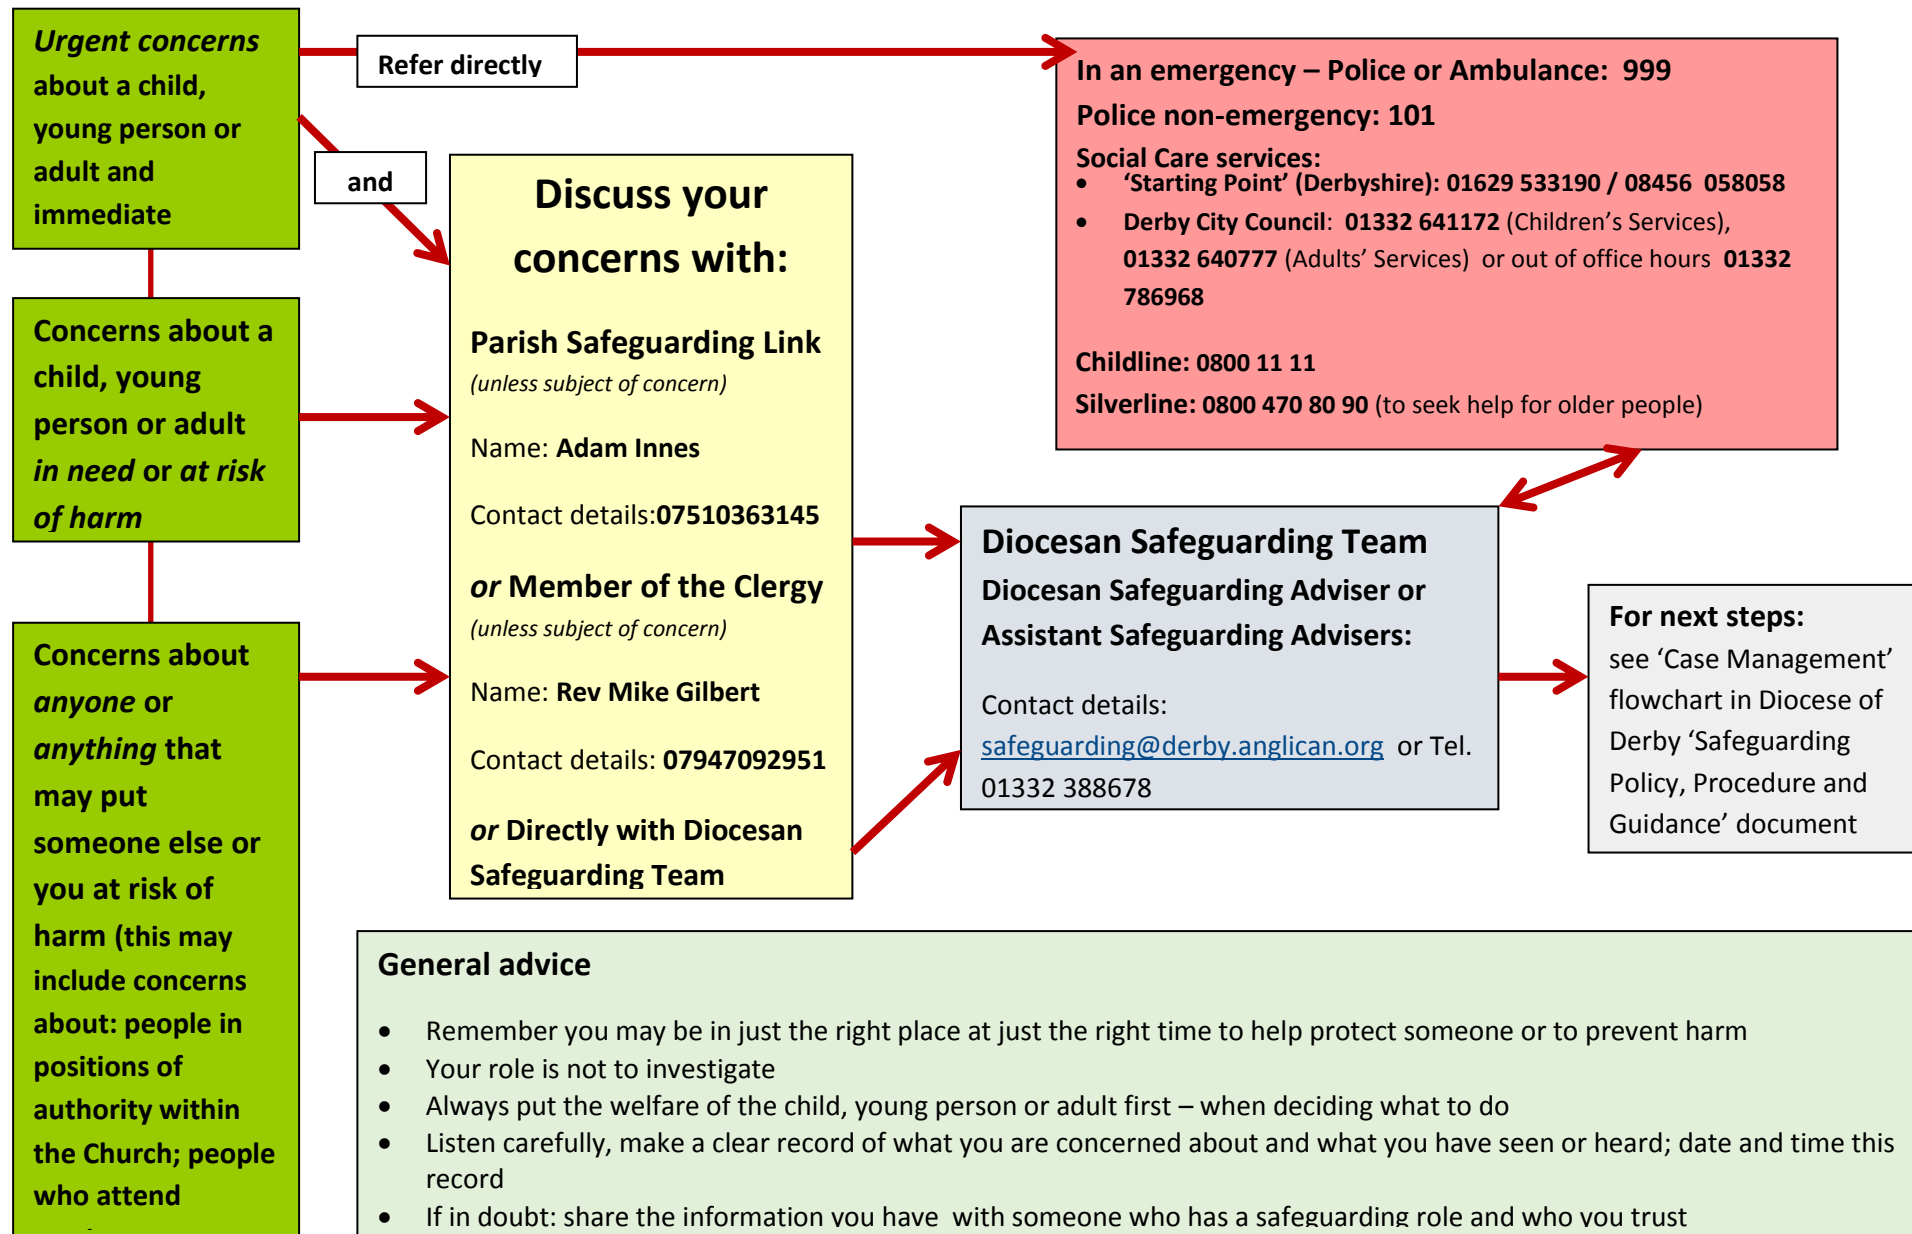 Urgent concerns
about a child,
young person or
adult and
immediate
Refer directly
and
Concerns about a
child, young
person or adult
in need or at risk
of harm
Concerns about
anyone or
anything that
may put
someone else or
you at risk of
harm (this may
include concerns
about: people in
positions of
authority within
the Church; people
who attend
Discuss your
concerns with:
Parish Safeguarding Link
(unless subject of concern)
Name: Adam Innes
Contact details:07510363145
or Member of the Clergy
(unless subject of concern)
Name: Rev Mike Gilbert
Contact details: 07947092951
or Directly with Diocesan
Safeguarding Team
In an emergency – Police or Ambulance: 999
Police non-emergency: 101
Social Care services:
• ‘Starting Point’ (Derbyshire): 01629 533190 / 08456 058058
• Derby City Council: 01332 641172 (Children’s Services),
01332 640777 (Adults’ Services) or out of office hours 01332
786968
Childline: 0800 11 11
Silverline: 0800 470 80 90 (to seek help for older people)
Diocesan Safeguarding Team
Diocesan Safeguarding Adviser or
Assistant Safeguarding Advisers:
Contact details:
safeguarding@derby.anglican.org or Tel.
01332 388678
For next steps:
see ‘Case Management’
flowchart in Diocese of
Derby ‘Safeguarding
Policy, Procedure and
Guidance’ document
General advice
• Remember you may be in just the right place at just the right time to help protect someone or to prevent harm
• Your role is not to investigate
• Always put the welfare of the child, young person or adult first – when deciding what to do
• Listen carefully, make a clear record of what you are concerned about and what you have seen or heard; date and time this
record
• If in doubt: share the information you have with someone who has a safeguarding role and who you trust